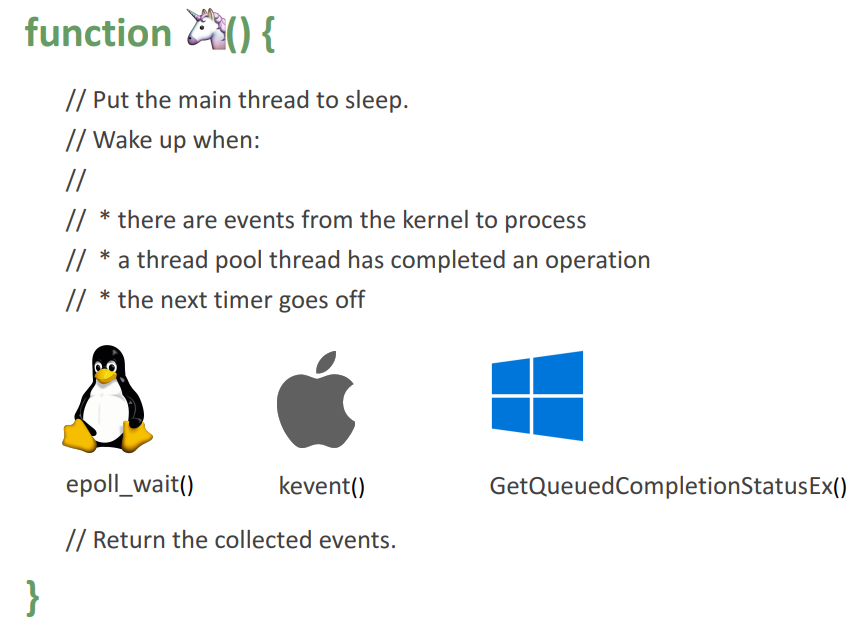 function 🦄() {
// Put the main thread to sleep.
// Wake up when:
//
// * there are events from the kernel to process
// * a thread pool thread has completed an operation
// * the next timer goes off
epoll_wait() kevent() GetQueuedCompletionStatusEx()
// Return the collected events.
}